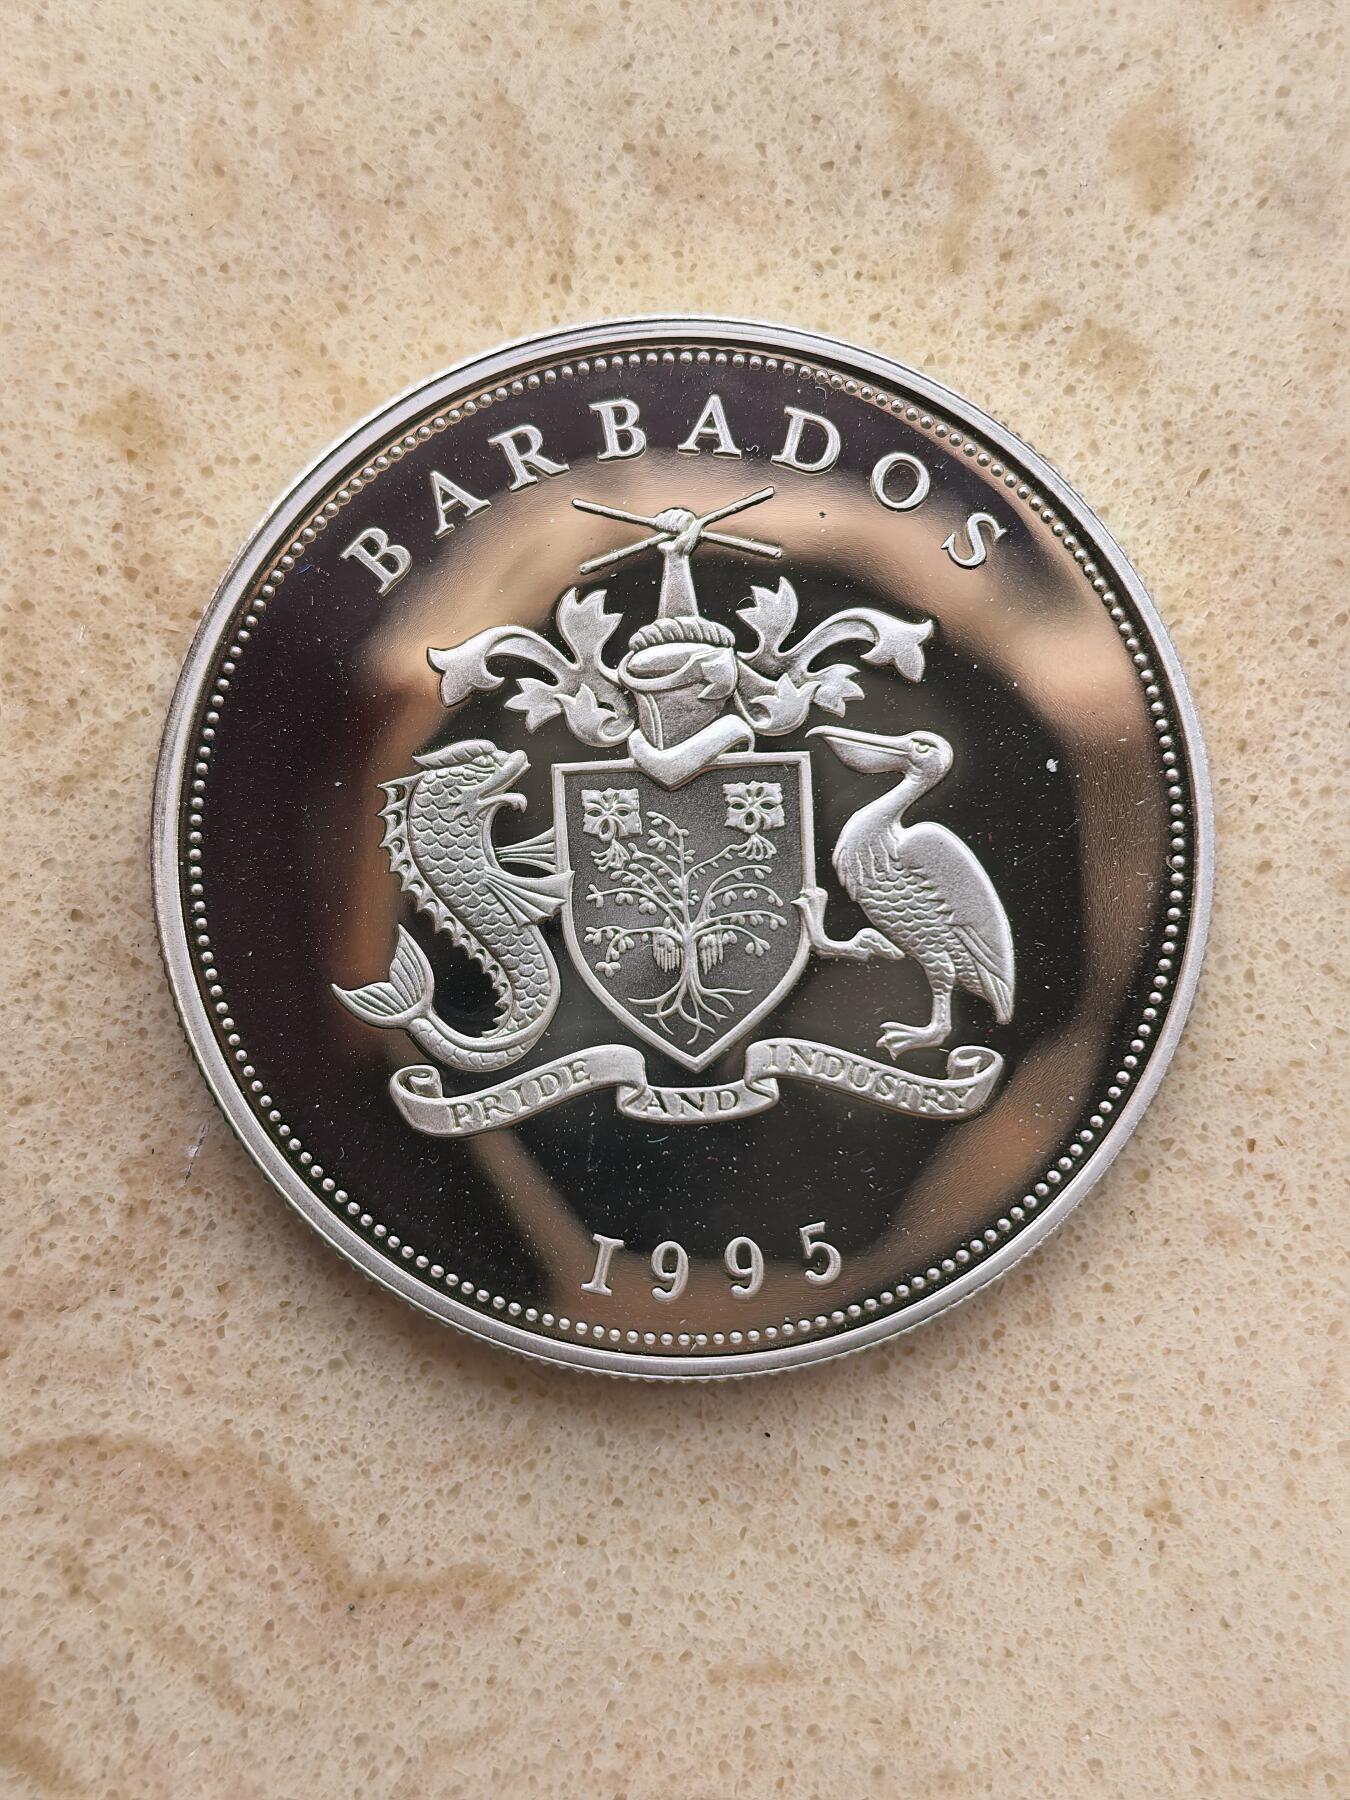 BARBADOS
PRIDE AND INDUSTRY
1995